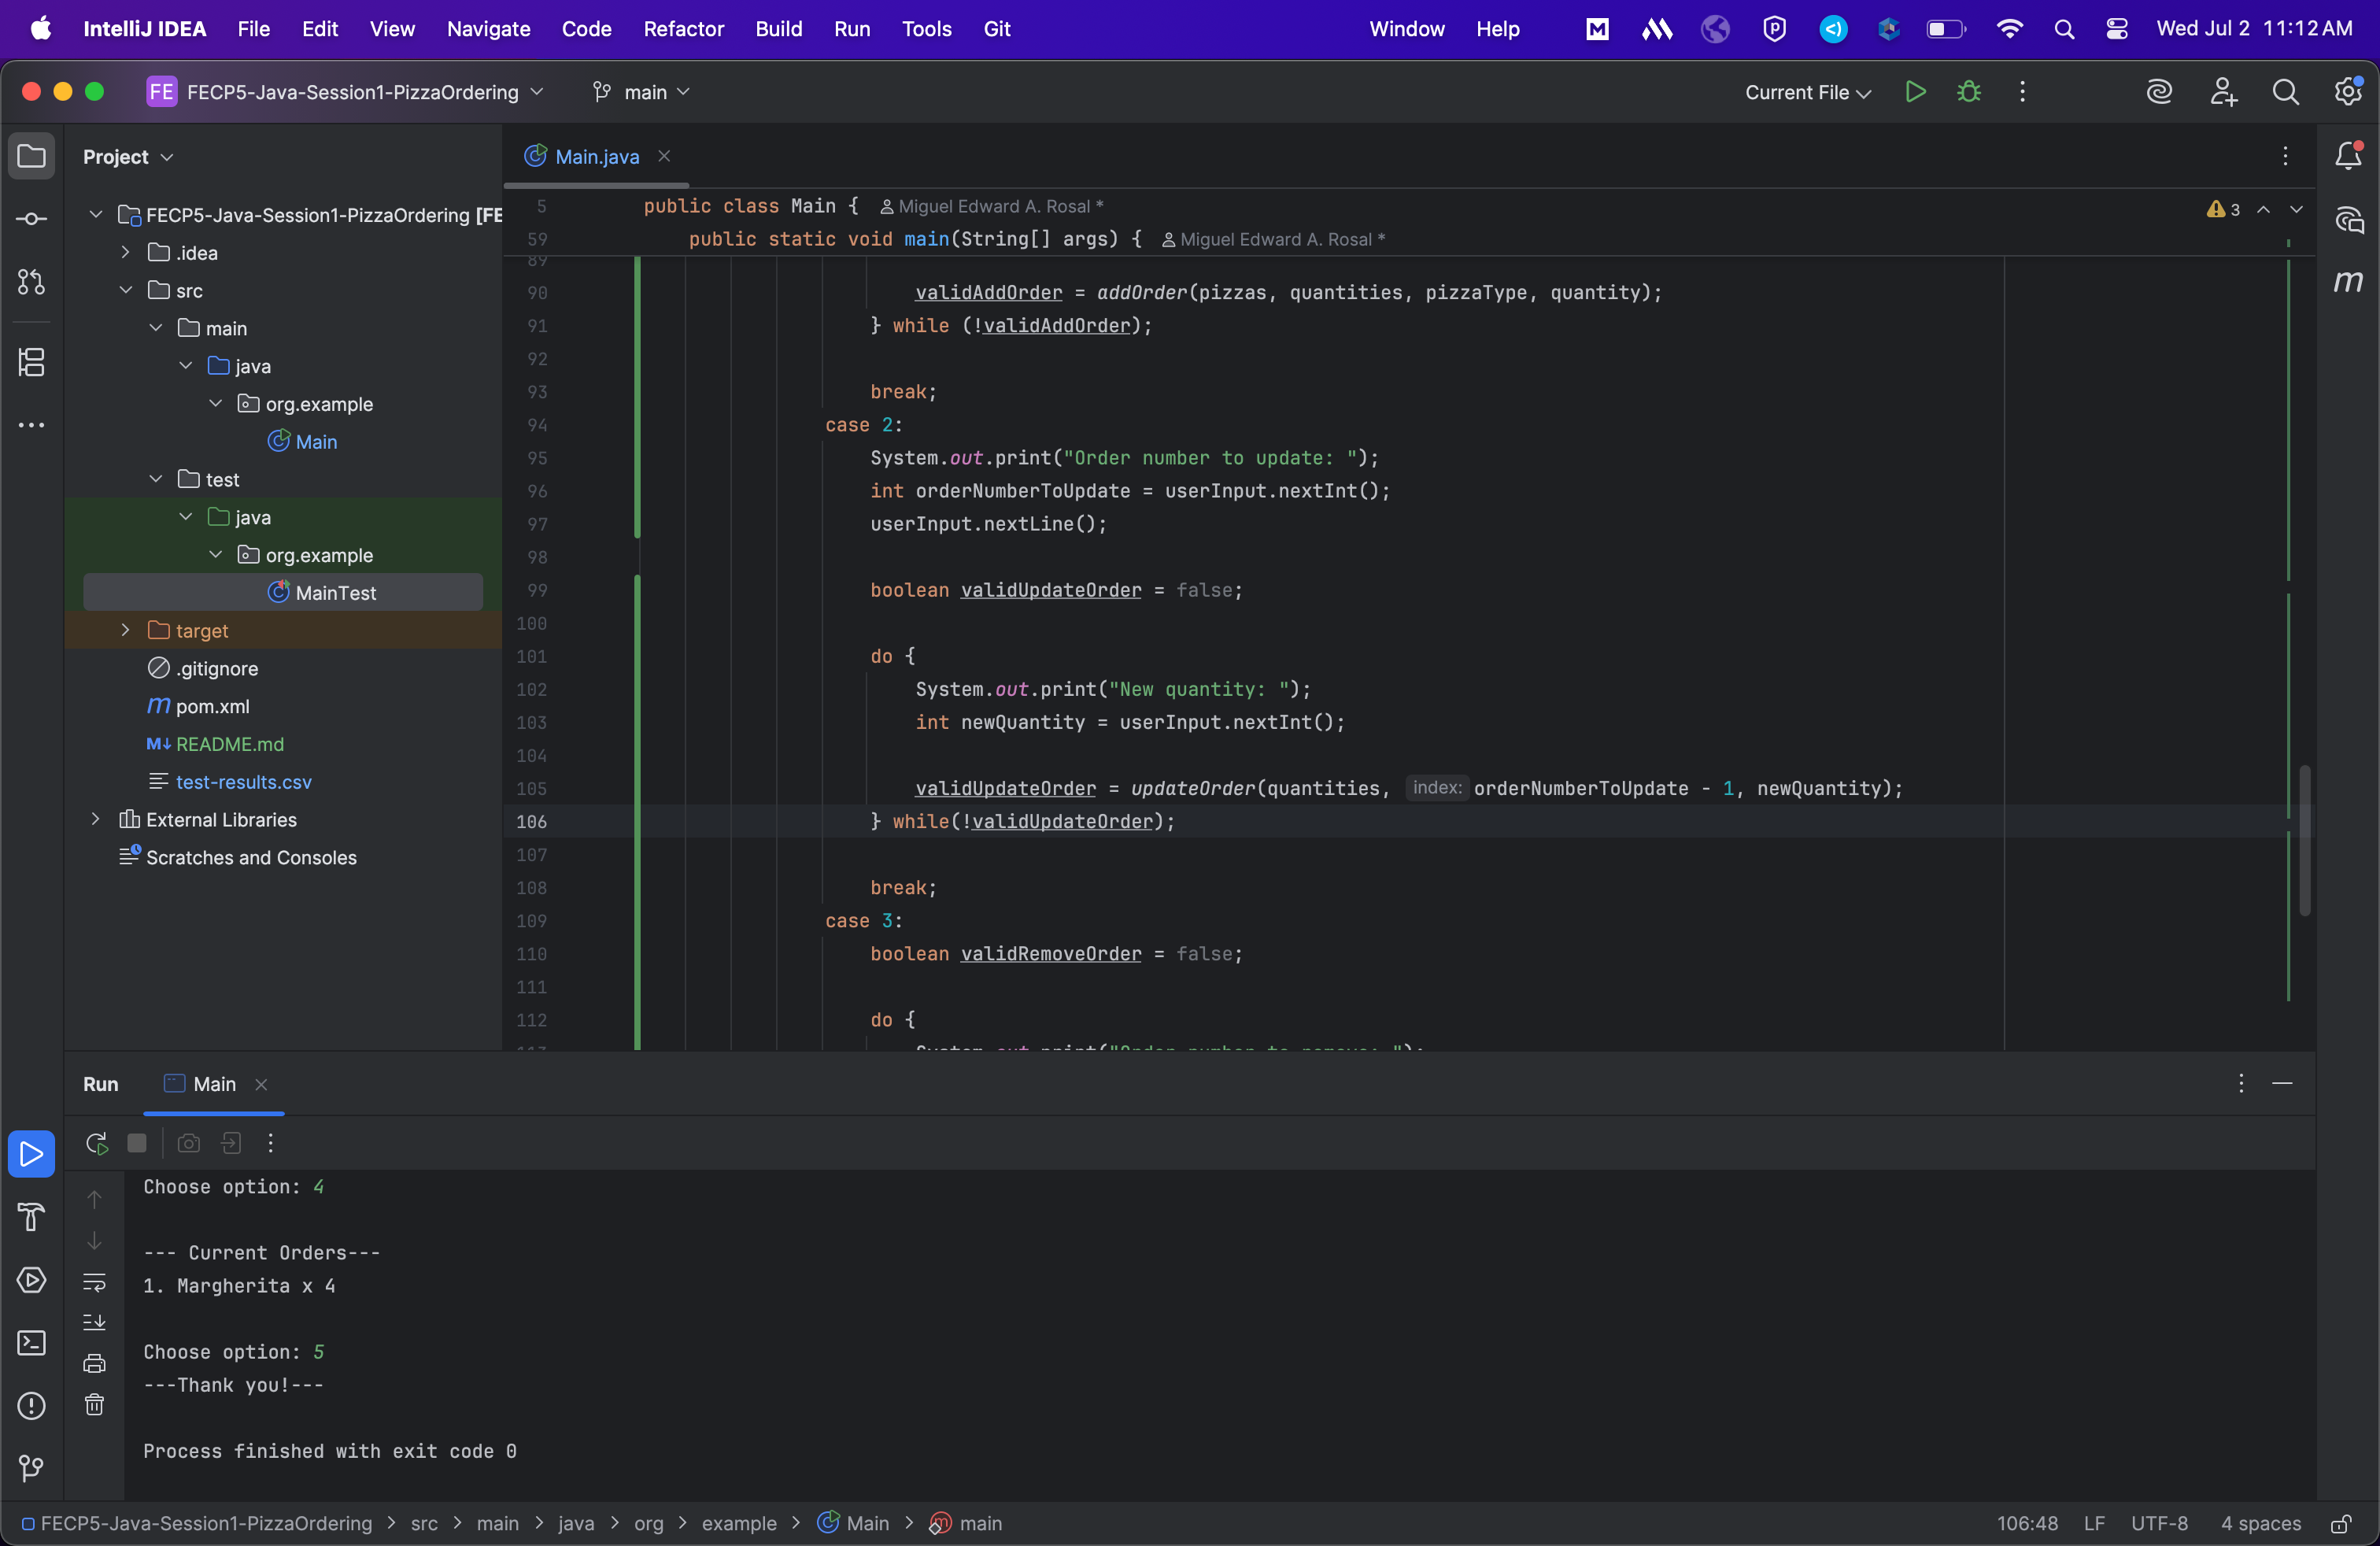 IntelliJ IDEA File Edit View Navigate Code Refactor Build Run Tools Git Window Help Wed Jul 2 11:12 AM
FE FECP5-Java-Session1-PizzaOrdering main Current File
Project
FECP5-Java-Session1-PizzaOrdering [FE
.idea
src
main
java
org.example
Main
test
java
org.example
MainTest
target
.gitignore
m pom.xml
M↓ README.md
test-results.csv
External Libraries
Scratches and Consoles
Main.java
3
5 public class Main { Miguel Edward A. Rosal *
59 public static void main(String[] args) { Miguel Edward A. Rosal *
89
90 validAddOrder = addOrder(pizzas, quantities, pizzaType, quantity);
91 } while (!validAddOrder);
92
93 break;
94 case 2:
95 System.out.print("Order number to update: ");
96 int orderNumberToUpdate = userInput.nextInt();
97 userInput.nextLine();
98
99 boolean validUpdateOrder = false;
100
101 do {
102 System.out.print("New quantity: ");
103 int newQuantity = userInput.nextInt();
104
105 validUpdateOrder = updateOrder(quantities, index: orderNumberToUpdate - 1, newQuantity);
106 } while(!validUpdateOrder);
107
108 break;
109 case 3:
110 boolean validRemoveOrder = false;
111
112 do {
113 System.out.print("Order number to remove: ");
m
Run Main
Choose option: 4
--- Current Orders---
1. Margherita x 4
Choose option: 5
---Thank you!---
Process finished with exit code 0
FECP5-Java-Session1-PizzaOrdering > src > main > java > org > example > Main > main 106:48 LF UTF-8 4 spaces